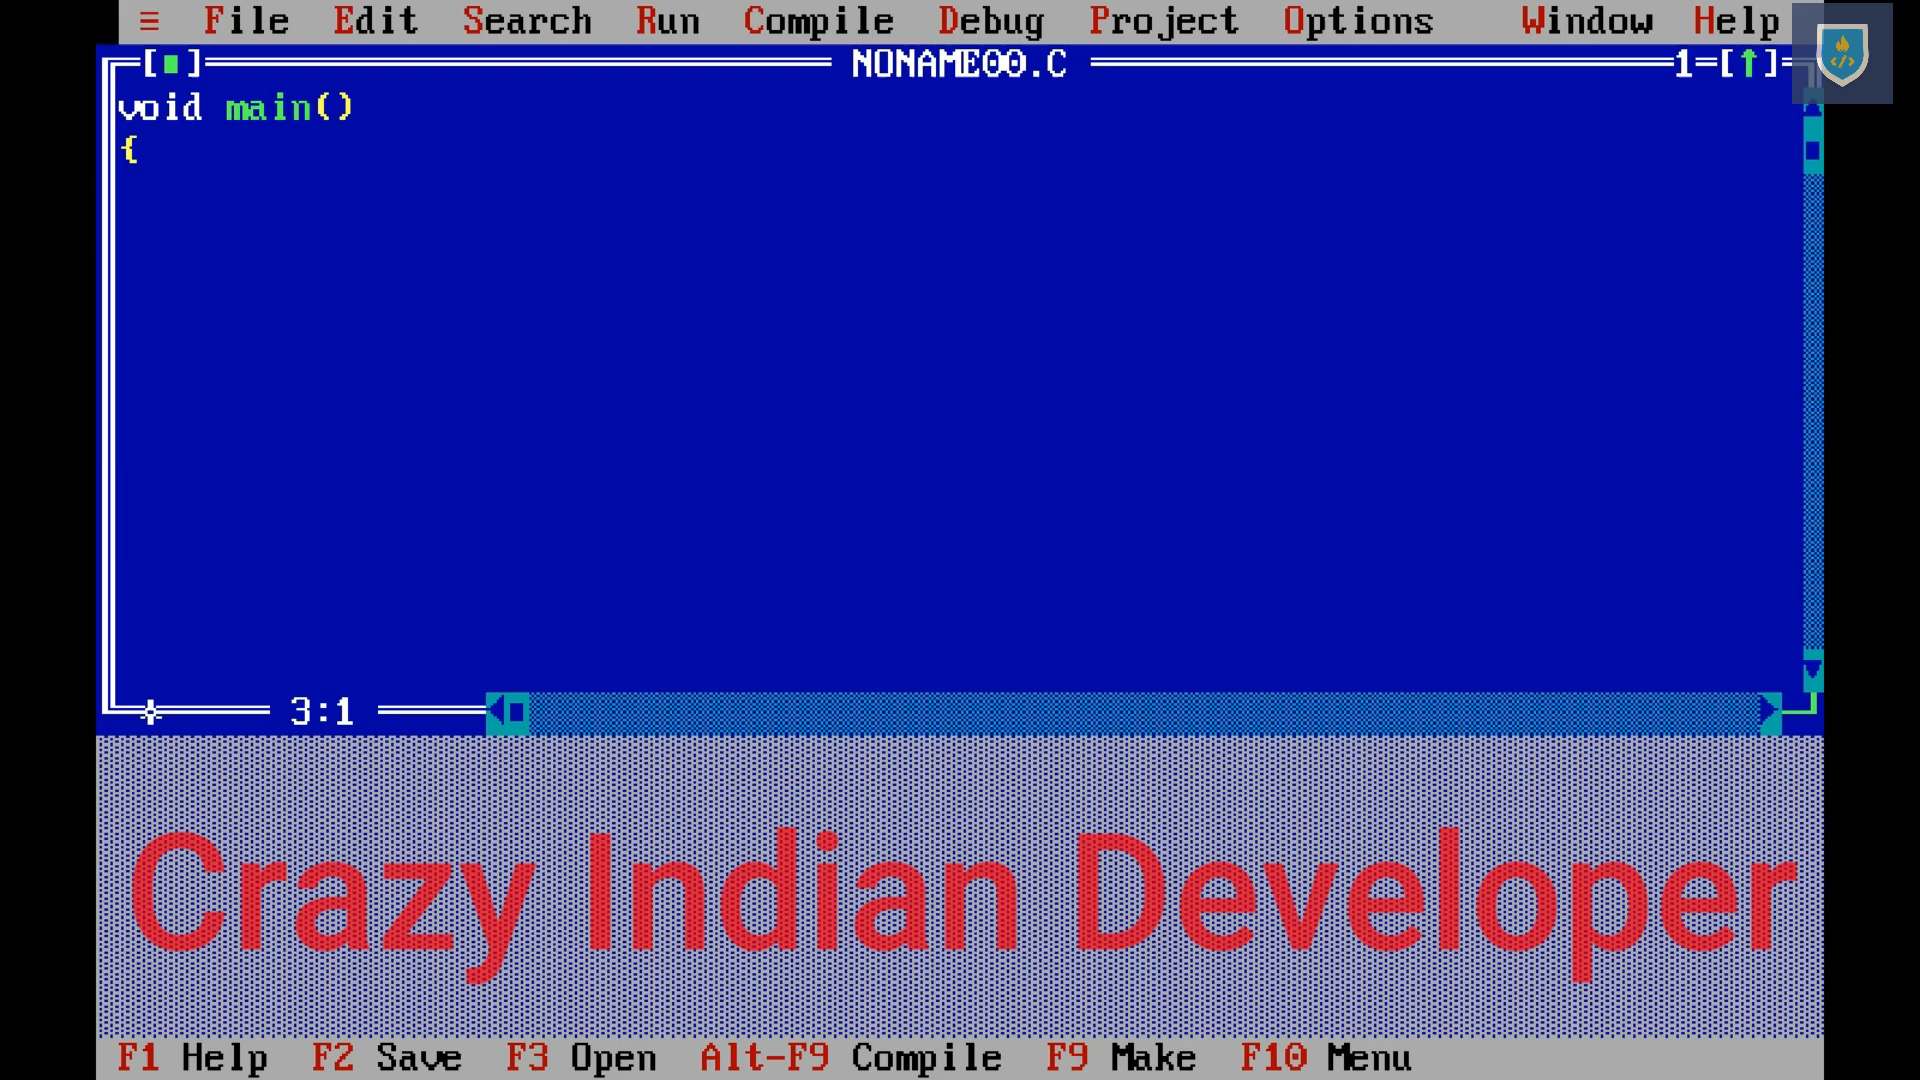 ≡ File Edit Search Run Compile Debug Project Options Window Help
[■] NONAME00.C 1=[↑]
void main()
{
3:1
Crazy Indian Developer
F1 Help F2 Save F3 Open Alt-F9 Compile F9 Make F10 Menu